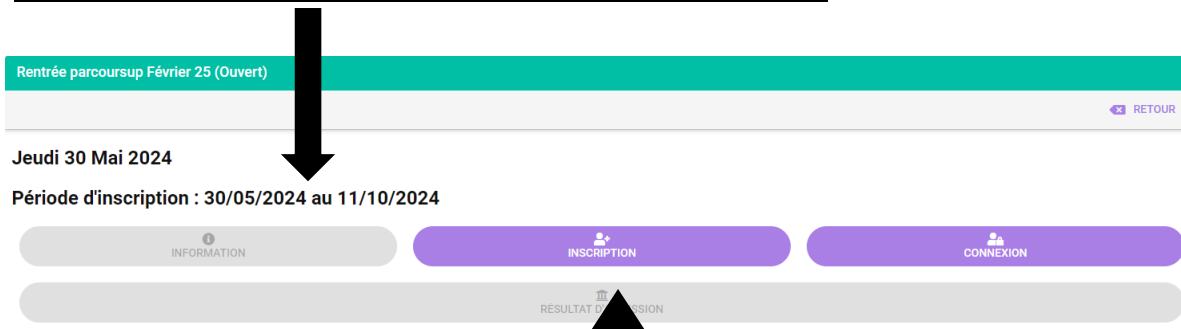 Rentrée parcoursup Février 25 (Ouvert)
RETOUR
Jeudi 30 Mai 2024
Période d'inscription : 30/05/2024 au 11/10/2024
INFORMATION
INSCRIPTION
CONNEXION
RÉSULTAT